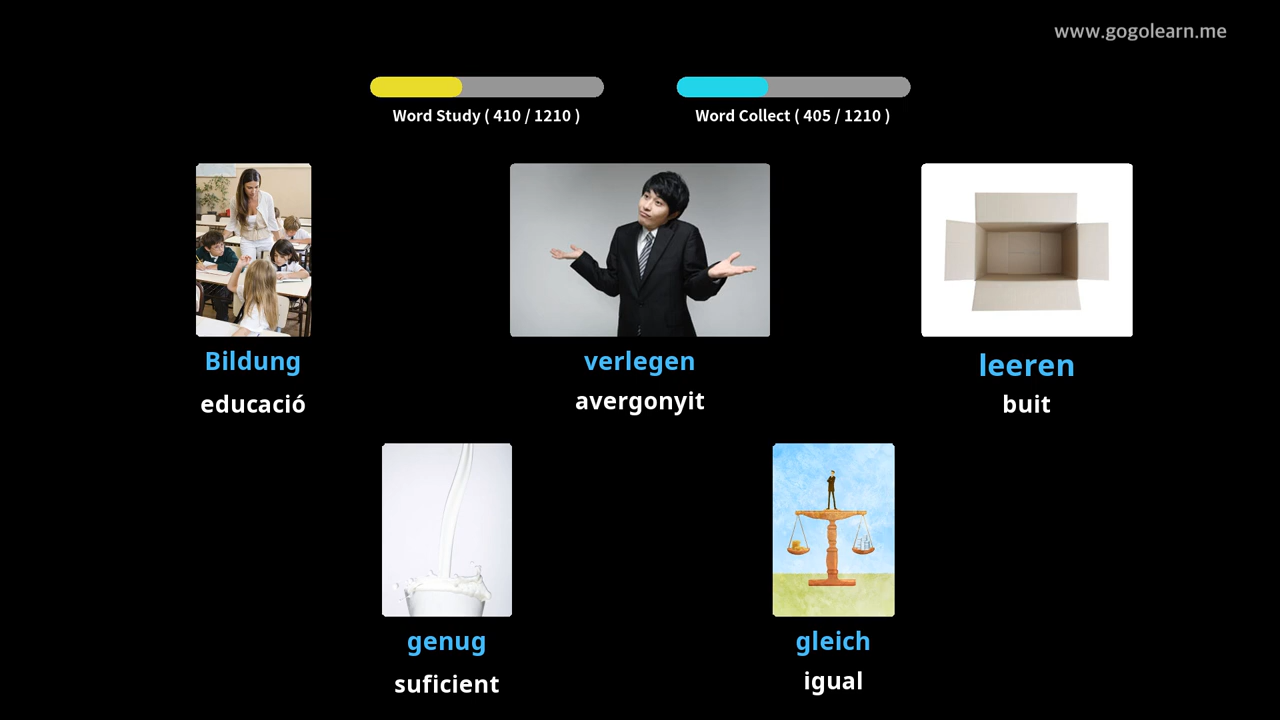 www.gogolearn.me
Word Study ( 410 / 1210 )
Word Collect ( 405 / 1210 )
Bildung
educació
verlegen
avergonyit
leeren
buit
genug
suficient
gleich
igual